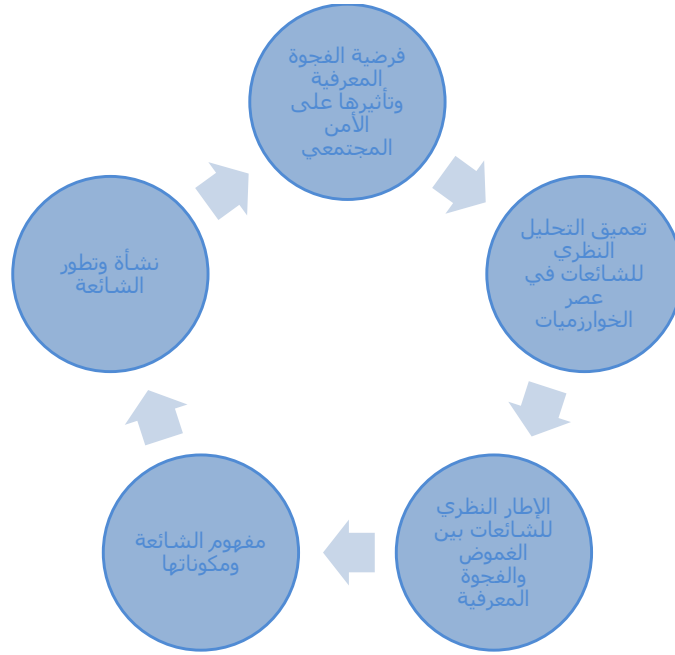 فرضية الفجوة
المعرفية
وتأثيرها على
الأمن
المجتمعي
تعميق التحليل
النظري
للشائعات في
عصر
الخوارزميات
الإطار النظري
للشائعات بين
الغموض
والفجوة
المعرفية
مفهوم الشائعة
ومكوناتها
نشأة وتطور
الشائعة